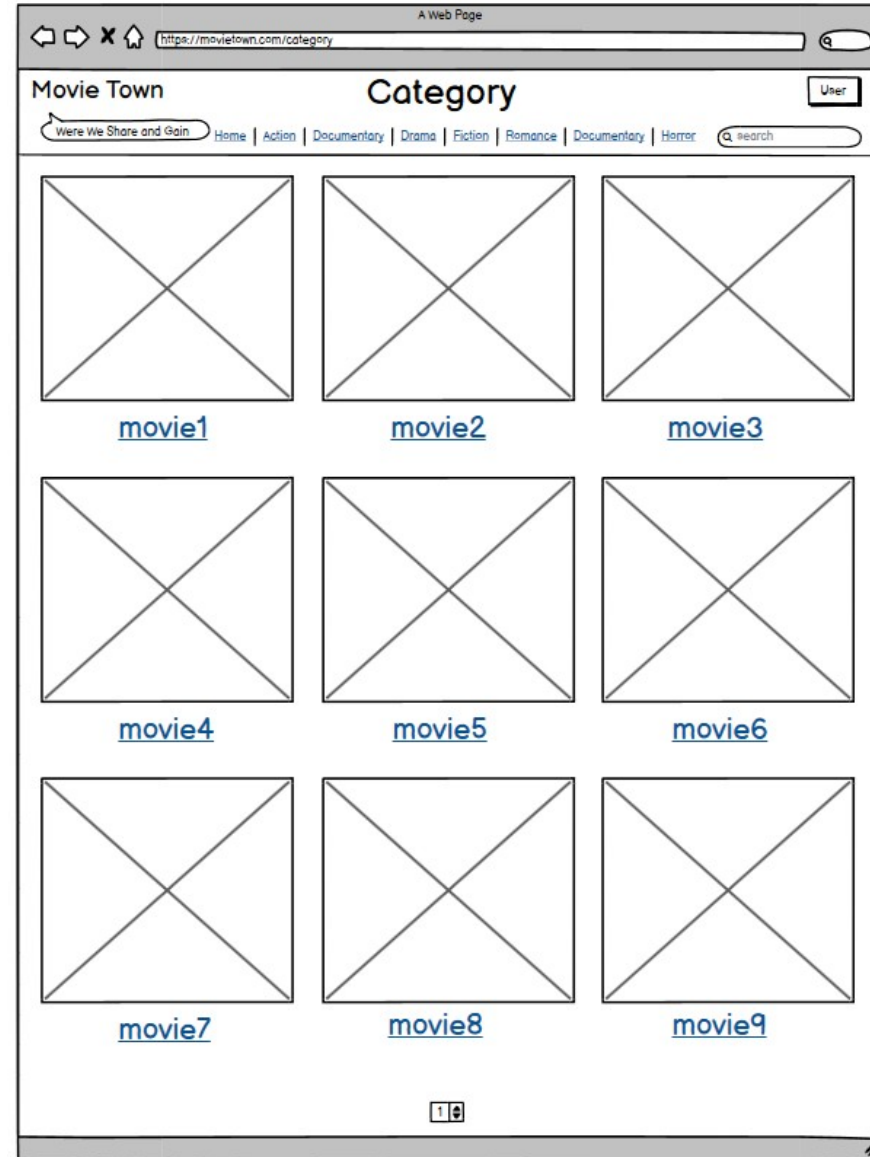 A Web Page
https://movietown.com/category
Movie Town
Category
User
Were We Share and Gain
Home | Action | Documentary | Drama | Fiction | Romance | Documentary | Horror
search
movie1
movie2
movie3
movie4
movie5
movie6
movie7
movie8
movie9
1